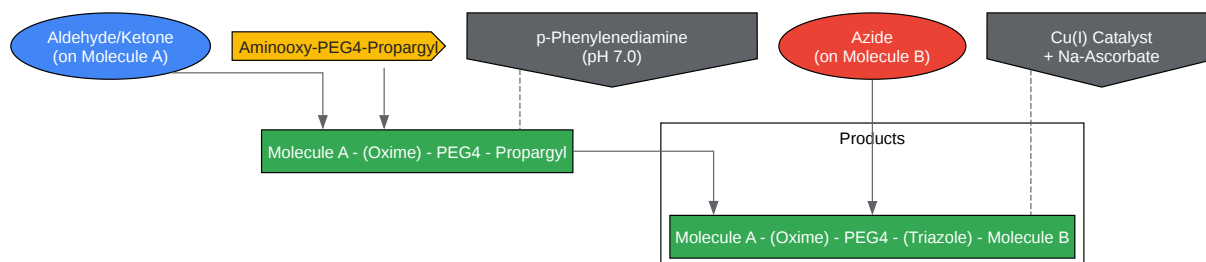 Aldehyde/Ketone
(on Molecule A)
Aminooxy-PEG4-Propargyl
p-Phenylenediamine
(pH 7.0)
Azide
(on Molecule B)
Cu(I) Catalyst
+ Na-Ascorbate
Molecule A - (Oxime) - PEG4 - Propargyl
Products
Molecule A - (Oxime) - PEG4 - (Triazole) - Molecule B